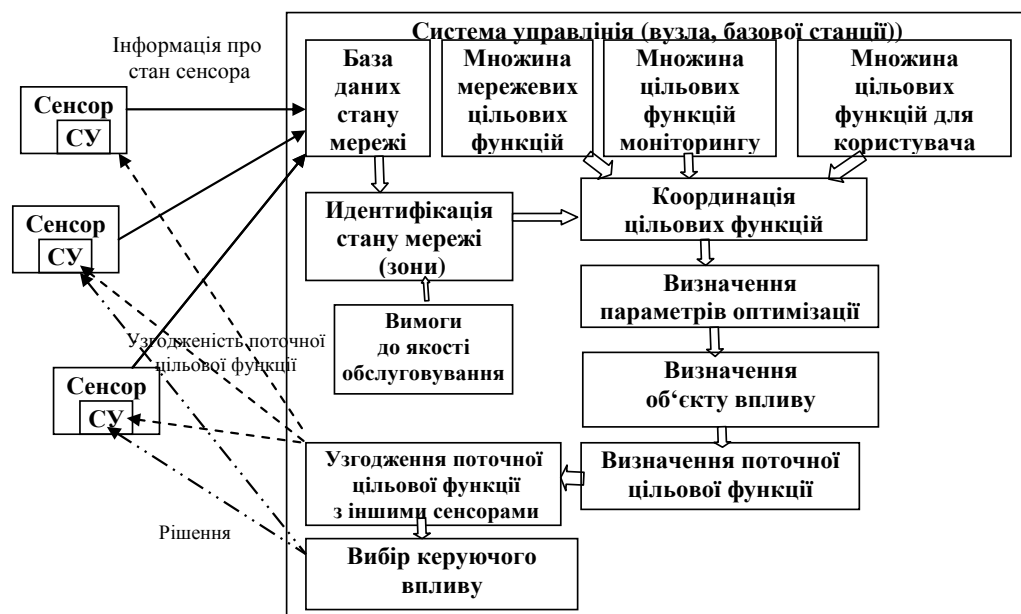 Система управлінія (вузла, базової станції))
Інформація про
стан сенсора
База
даних
стану
мережі
Множина
мережевих
цільових
функцій
Множина
цільових
функцій
моніторингу
Множина
цільових
функцій для
користувача
Сенсор
СУ
Идентифікація
стану мережі
(зони)
Координація
цільових функцій
Сенсор
СУ
Визначення
параметрів оптимізації
Вимоги
до якості
обслуговування
Узгодженість поточної
цільової функції
Визначення
об‘єкту впливу
Сенсор
СУ
Узгодження поточної
цільової функції
з іншими сенсорами
Визначення поточної
цільової функції
Рішення
Вибір керуючого
впливу